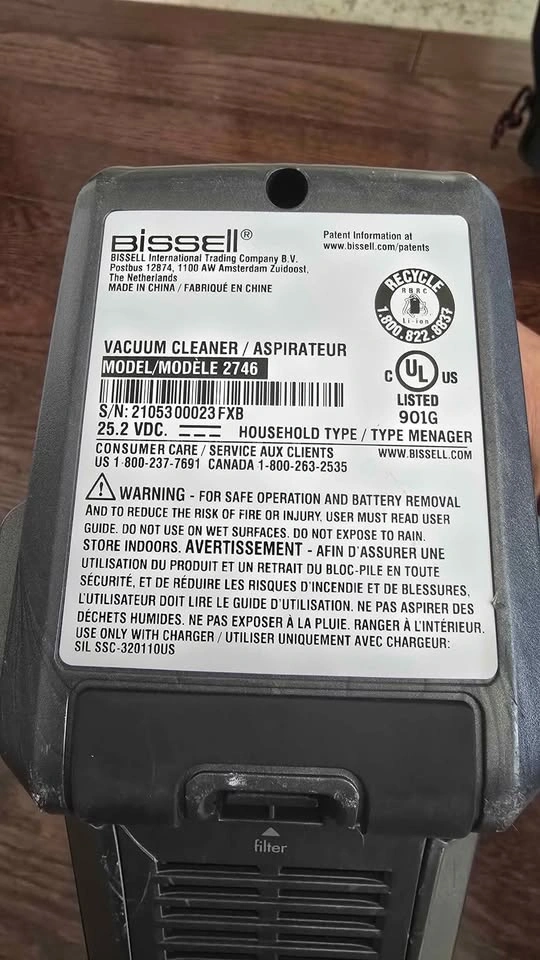 BISSELL®
BISSELL International Trading Company B.V.
Postbus 12874, 1100 AW Amsterdam Zuidoost,
The Netherlands
MADE IN CHINA / FABRIQUÉ EN CHINE
Patent Information at
www.bissell.com/patents
RECYCLE
RBRC
Li-ion
1.800.822.8837
VACUUM CLEANER / ASPIRATEUR
MODEL/MODÈLE 2746
S/N: 2105300023FXB
C UL US
LISTED
901G
25.2 VDC. HOUSEHOLD TYPE / TYPE MENAGER
CONSUMER CARE / SERVICE AUX CLIENTS WWW.BISSELL.COM
US 1-800-237-7691 CANADA 1-800-263-2535
WARNING - FOR SAFE OPERATION AND BATTERY REMOVAL
AND TO REDUCE THE RISK OF FIRE OR INJURY, USER MUST READ USER
GUIDE. DO NOT USE ON WET SURFACES. DO NOT EXPOSE TO RAIN.
STORE INDOORS. AVERTISSEMENT - AFIN D'ASSURER UNE
UTILISATION DU PRODUIT ET UN RETRAIT DU BLOC-PILE EN TOUTE
SÉCURITÉ, ET DE RÉDUIRE LES RISQUES D'INCENDIE ET DE BLESSURES,
L'UTILISATEUR DOIT LIRE LE GUIDE D'UTILISATION. NE PAS ASPIRER DES
DÉCHETS HUMIDES. NE PAS EXPOSER À LA PLUIE. RANGER À L'INTÉRIEUR.
USE ONLY WITH CHARGER / UTILISER UNIQUEMENT AVEC CHARGEUR:
SIL SSC-320110US
filter